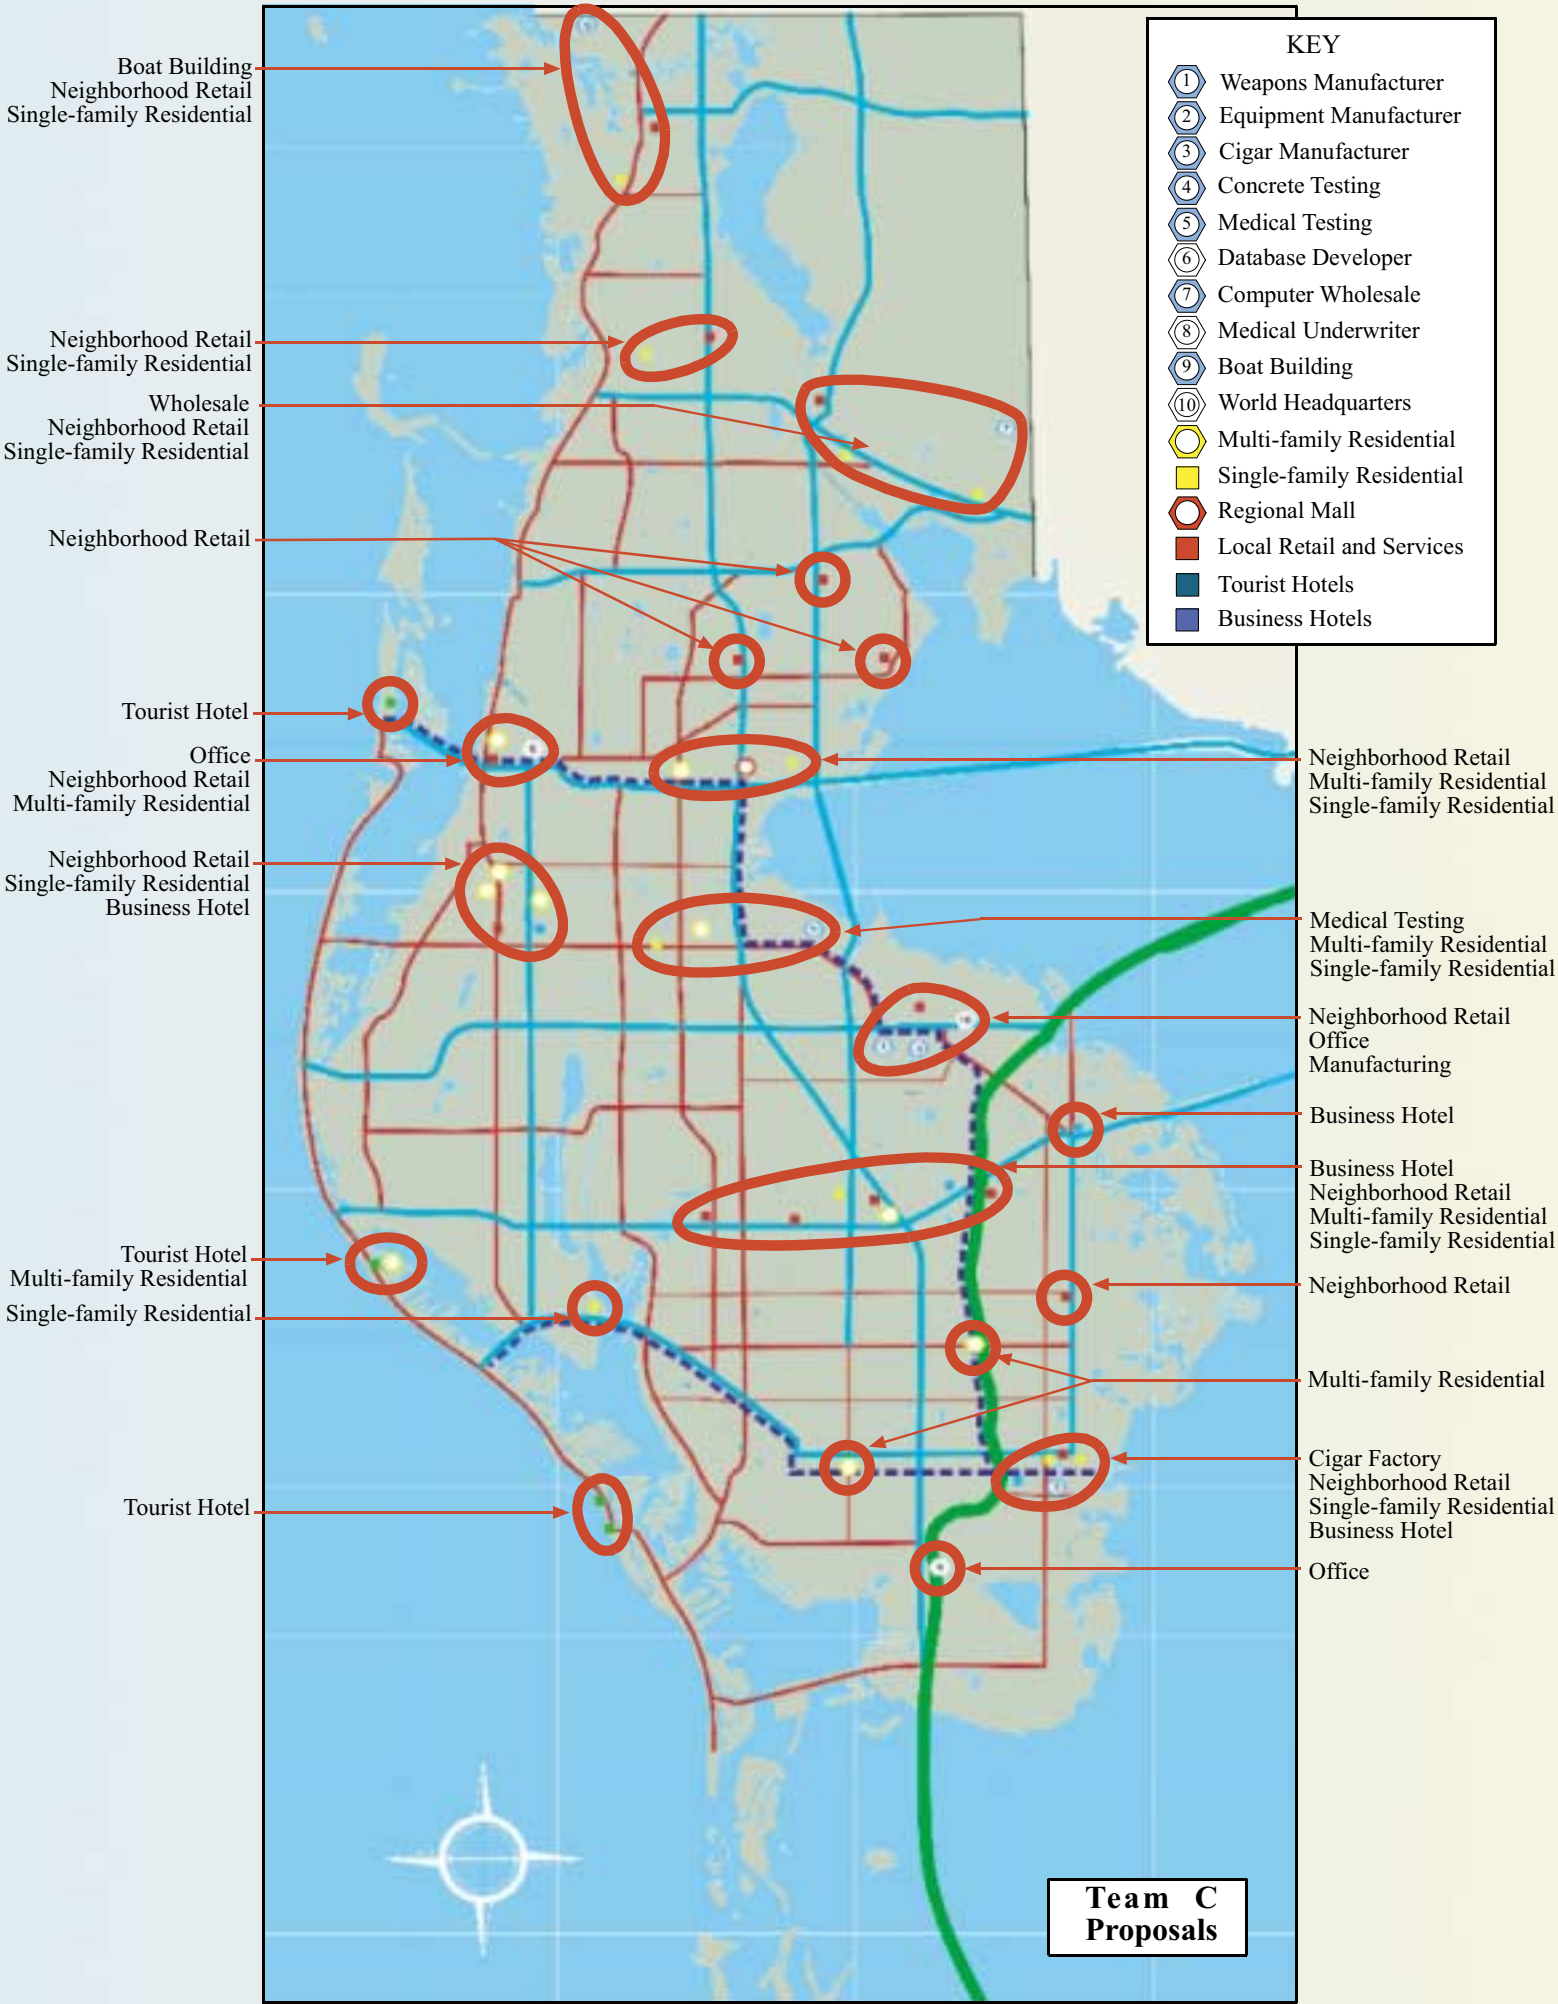 Boat Building
Neighborhood Retail
Single-family Residential
Neighborhood Retail
Single-family Residential
Wholesale
Neighborhood Retail
Single-family Residential
Neighborhood Retail
Tourist Hotel
Office
Neighborhood Retail
Multi-family Residential
Neighborhood Retail
Single-family Residential
Business Hotel
Tourist Hotel
Multi-family Residential
Single-family Residential
Tourist Hotel
KEY
1 Weapons Manufacturer
2 Equipment Manufacturer
3 Cigar Manufacturer
4 Concrete Testing
5 Medical Testing
6 Database Developer
7 Computer Wholesale
8 Medical Underwriter
9 Boat Building
10 World Headquarters
Multi-family Residential
Single-family Residential
Regional Mall
Local Retail and Services
Tourist Hotels
Business Hotels
Neighborhood Retail
Multi-family Residential
Single-family Residential
Medical Testing
Multi-family Residential
Single-family Residential
Neighborhood Retail
Office
Manufacturing
Business Hotel
Business Hotel
Neighborhood Retail
Multi-family Residential
Single-family Residential
Neighborhood Retail
Multi-family Residential
Cigar Factory
Neighborhood Retail
Single-family Residential
Business Hotel
Office
Team C
Proposals